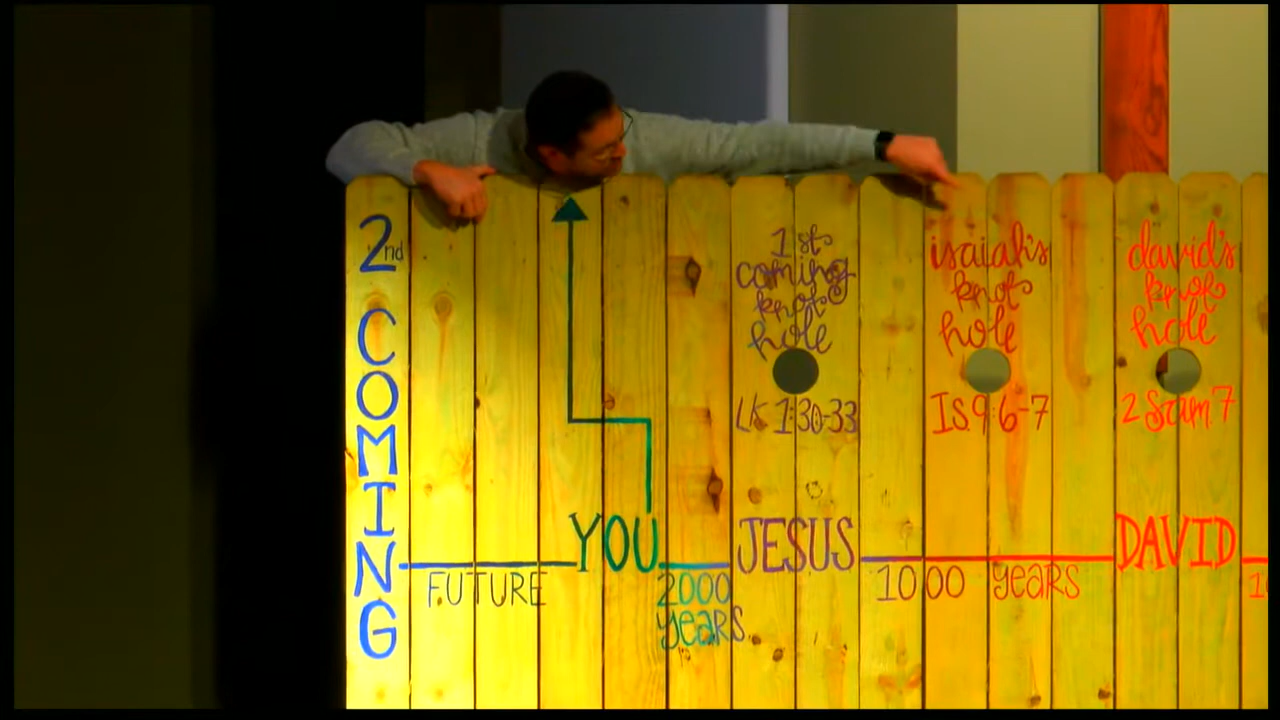 2nd
COMING
1st
coming
knot
hole
Lk 1:30-33
isaiah's
knot
hole
Is 9:6-7
david's
knot
hole
2 Sam 7
YOU
JESUS
DAVID
FUTURE
2000
years
1000 years